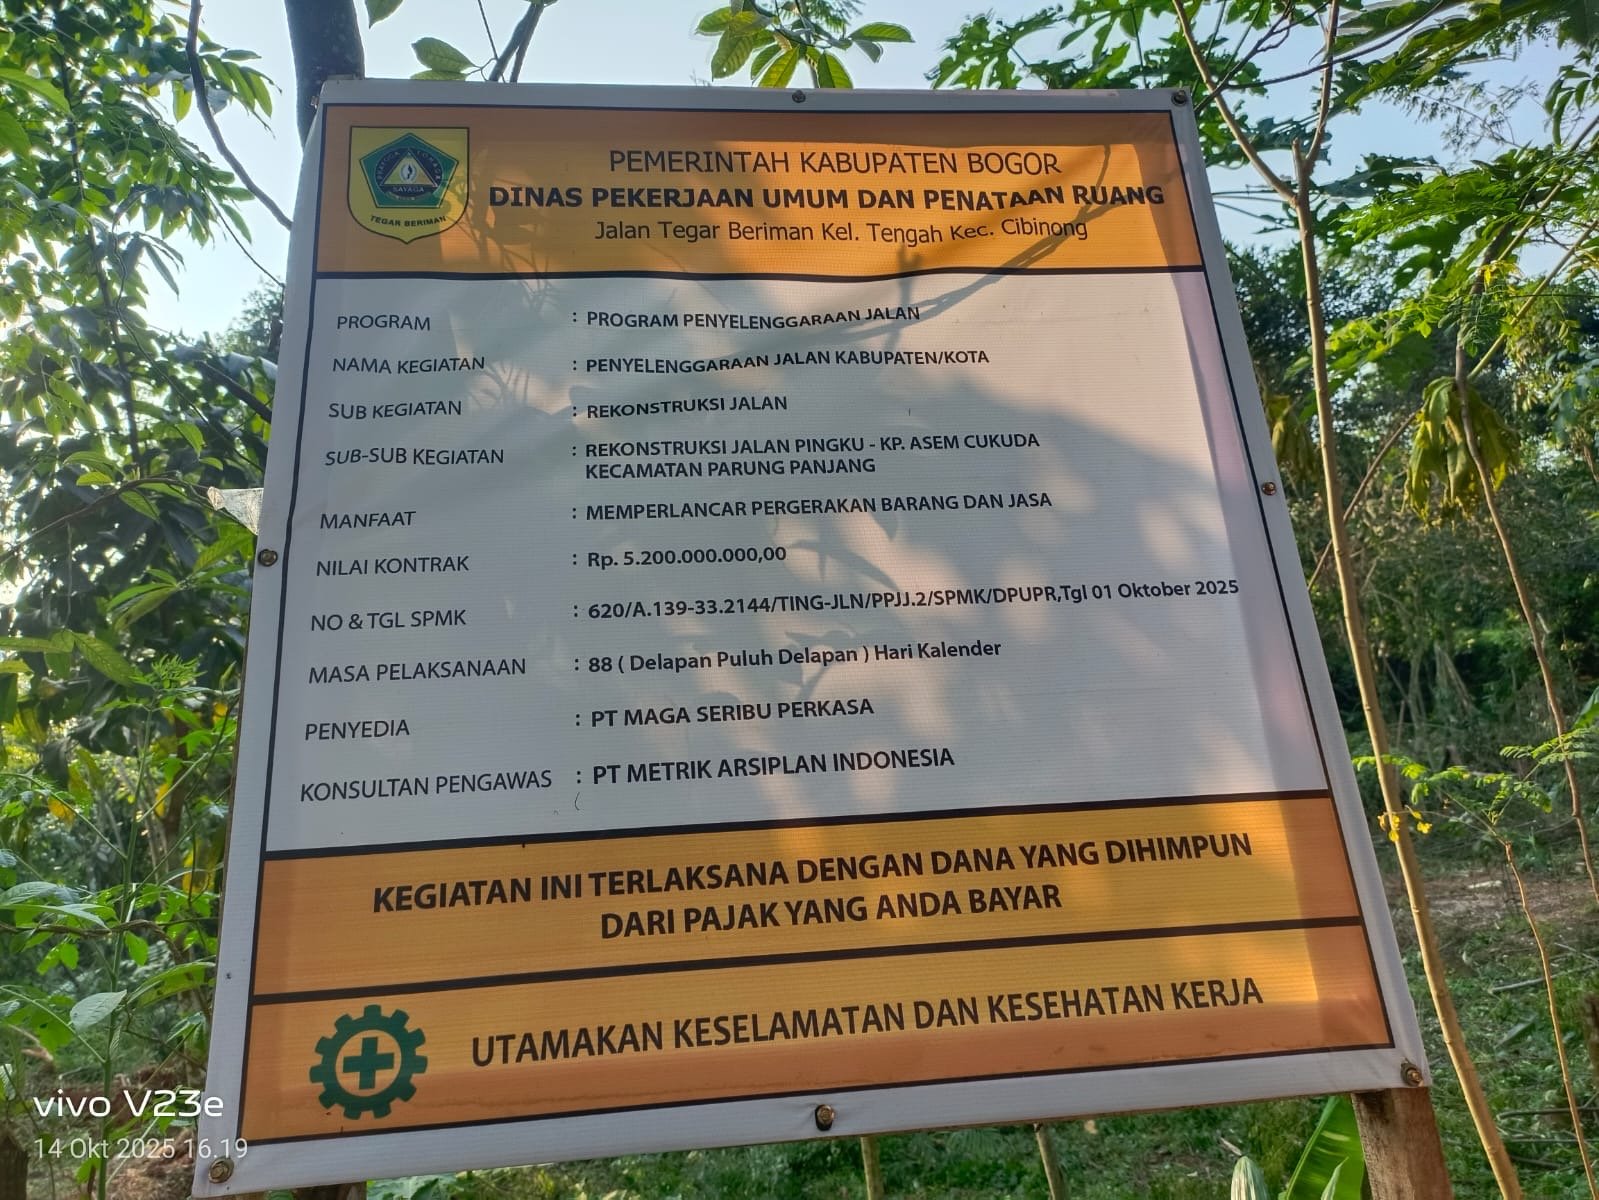 PEMERINTAH KABUPATEN BOGOR
DINAS PEKERJAAN UMUM DAN PENATAAN RUANG
Jalan Tegar Beriman Kel. Tengah Kec. Cibinong
SAYAGA
TEGAR BERIMAN
PROGRAM : PROGRAM PENYELENGGARAAN JALAN
NAMA KEGIATAN : PENYELENGGARAAN JALAN KABUPATEN/KOTA
SUB KEGIATAN : REKONSTRUKSI JALAN
SUB-SUB KEGIATAN : REKONSTRUKSI JALAN PINGKU - KP. ASEM CUKUDA
KECAMATAN PARUNG PANJANG
MANFAAT : MEMPERLANCAR PERGERAKAN BARANG DAN JASA
NILAI KONTRAK : Rp. 5.200.000.000,00
NO & TGL SPMK : 620/A.139-33.2144/TING-JLN/PPJJ.2/SPMK/DPUPR,Tgl 01 Oktober 2025
MASA PELAKSANAAN : 88 ( Delapan Puluh Delapan ) Hari Kalender
PENYEDIA : PT MAGA SERIBU PERKASA
KONSULTAN PENGAWAS : PT METRIK ARSIPLAN INDONESIA
KEGIATAN INI TERLAKSANA DENGAN DANA YANG DIHIMPUN
DARI PAJAK YANG ANDA BAYAR
UTAMAKAN KESELAMATAN DAN KESEHATAN KERJA
vivo V23e
14 Okt 2025 16.19